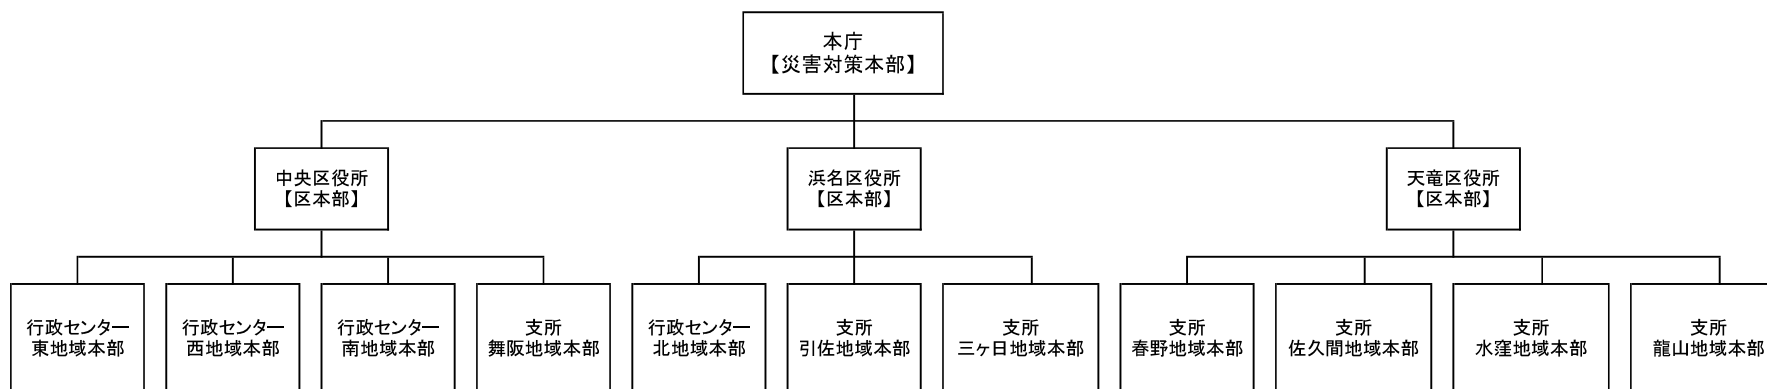 本庁
【災害対策本部】
中央区役所
【区本部】
浜名区役所
【区本部】
天竜区役所
【区本部】
行政センター
東地域本部
行政センター
西地域本部
行政センター
南地域本部
支所
舞阪地域本部
行政センター
北地域本部
支所
引佐地域本部
支所
三ヶ日地域本部
支所
春野地域本部
支所
佐久間地域本部
支所
水窪地域本部
支所
龍山地域本部